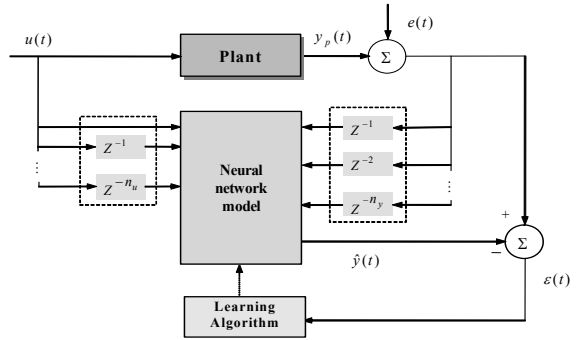 u(t)
Plant
y_p(t)
Σ
e(t)
Z^{-1}
Z^{-n_u}
⋮
Neural
network
model
Z^{-1}
Z^{-2}
Z^{-n_y}
⋮
+
Σ
−
ŷ(t)
ε(t)
Learning
Algorithm